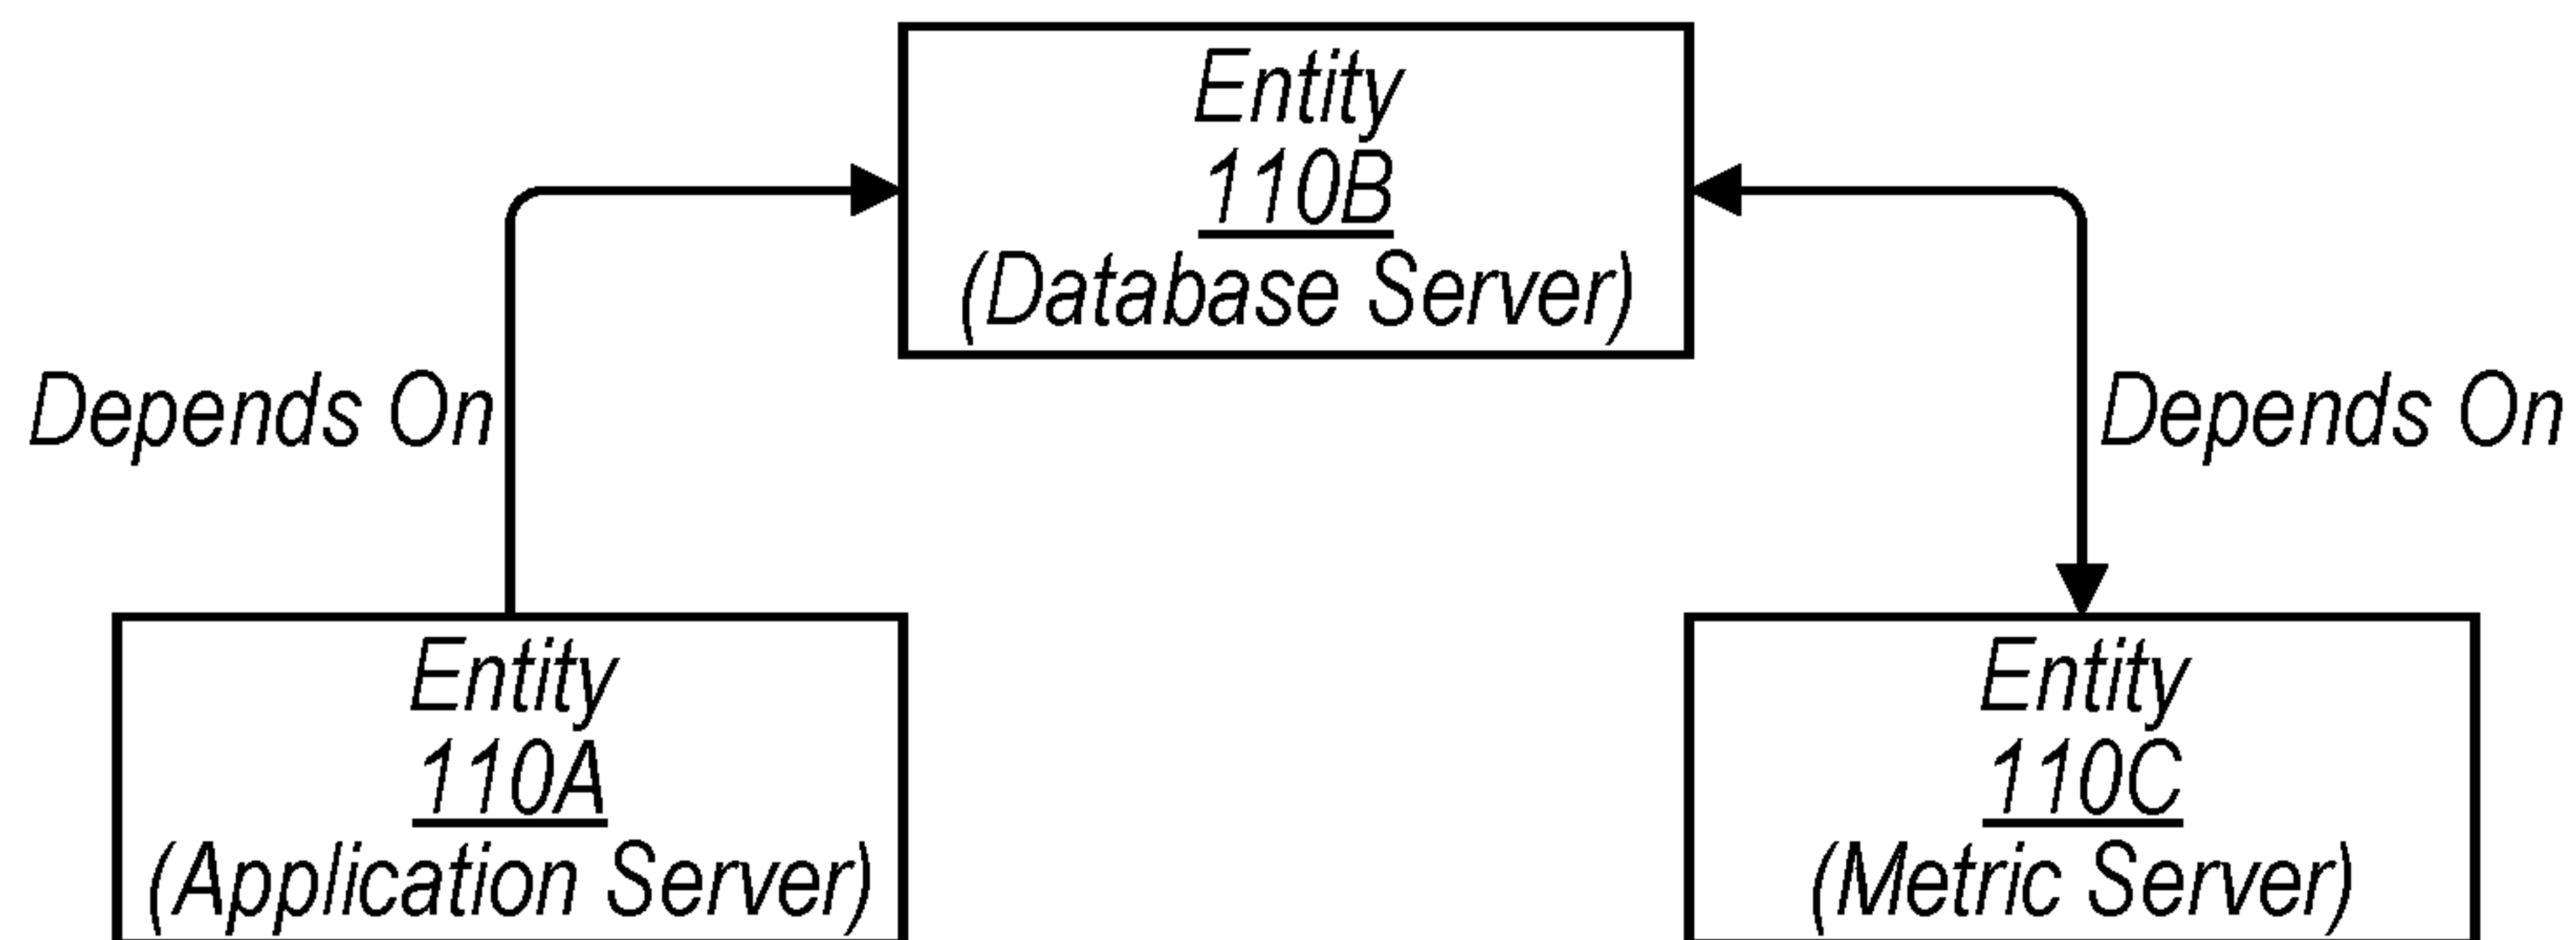 Entity
110B
(Database Server)
Depends On
Depends On
Entity
110A
(Application Server)
Entity
110C
(Metric Server)